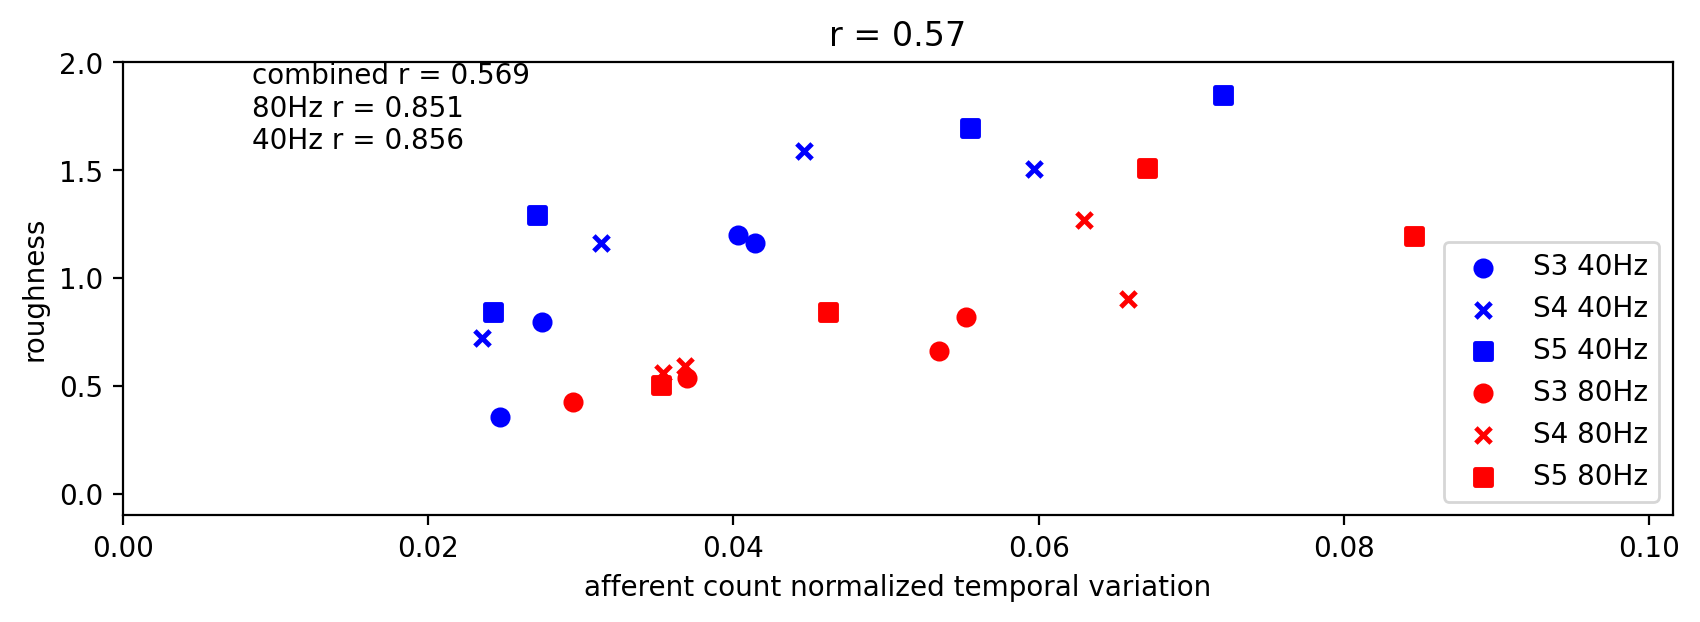 r = 0.57
combined r = 0.569
80Hz r = 0.851
40Hz r = 0.856
2.0
1.5
1.0
0.5
0.0
roughness
S3 40Hz
S4 40Hz
S5 40Hz
S3 80Hz
S4 80Hz
S5 80Hz
0.00 0.02 0.04 0.06 0.08 0.10
afferent count normalized temporal variation